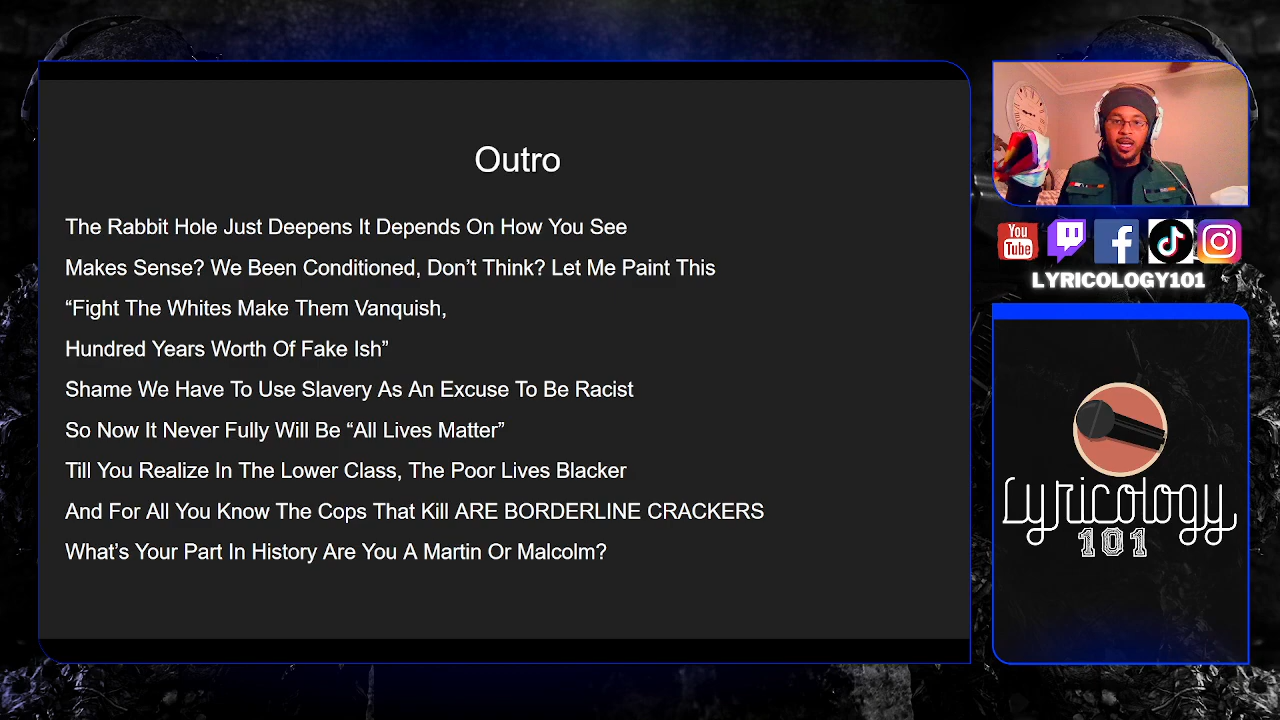 Outro
The Rabbit Hole Just Deepens It Depends On How You See
Makes Sense? We Been Conditioned, Don’t Think? Let Me Paint This
“Fight The Whites Make Them Vanquish,
Hundred Years Worth Of Fake Ish”
Shame We Have To Use Slavery As An Excuse To Be Racist
So Now It Never Fully Will Be “All Lives Matter”
Till You Realize In The Lower Class, The Poor Lives Blacker
And For All You Know The Cops That Kill ARE BORDERLINE CRACKERS
What’s Your Part In History Are You A Martin Or Malcolm?
You
Tube
LYRICOLOGY101
Lyricology
101